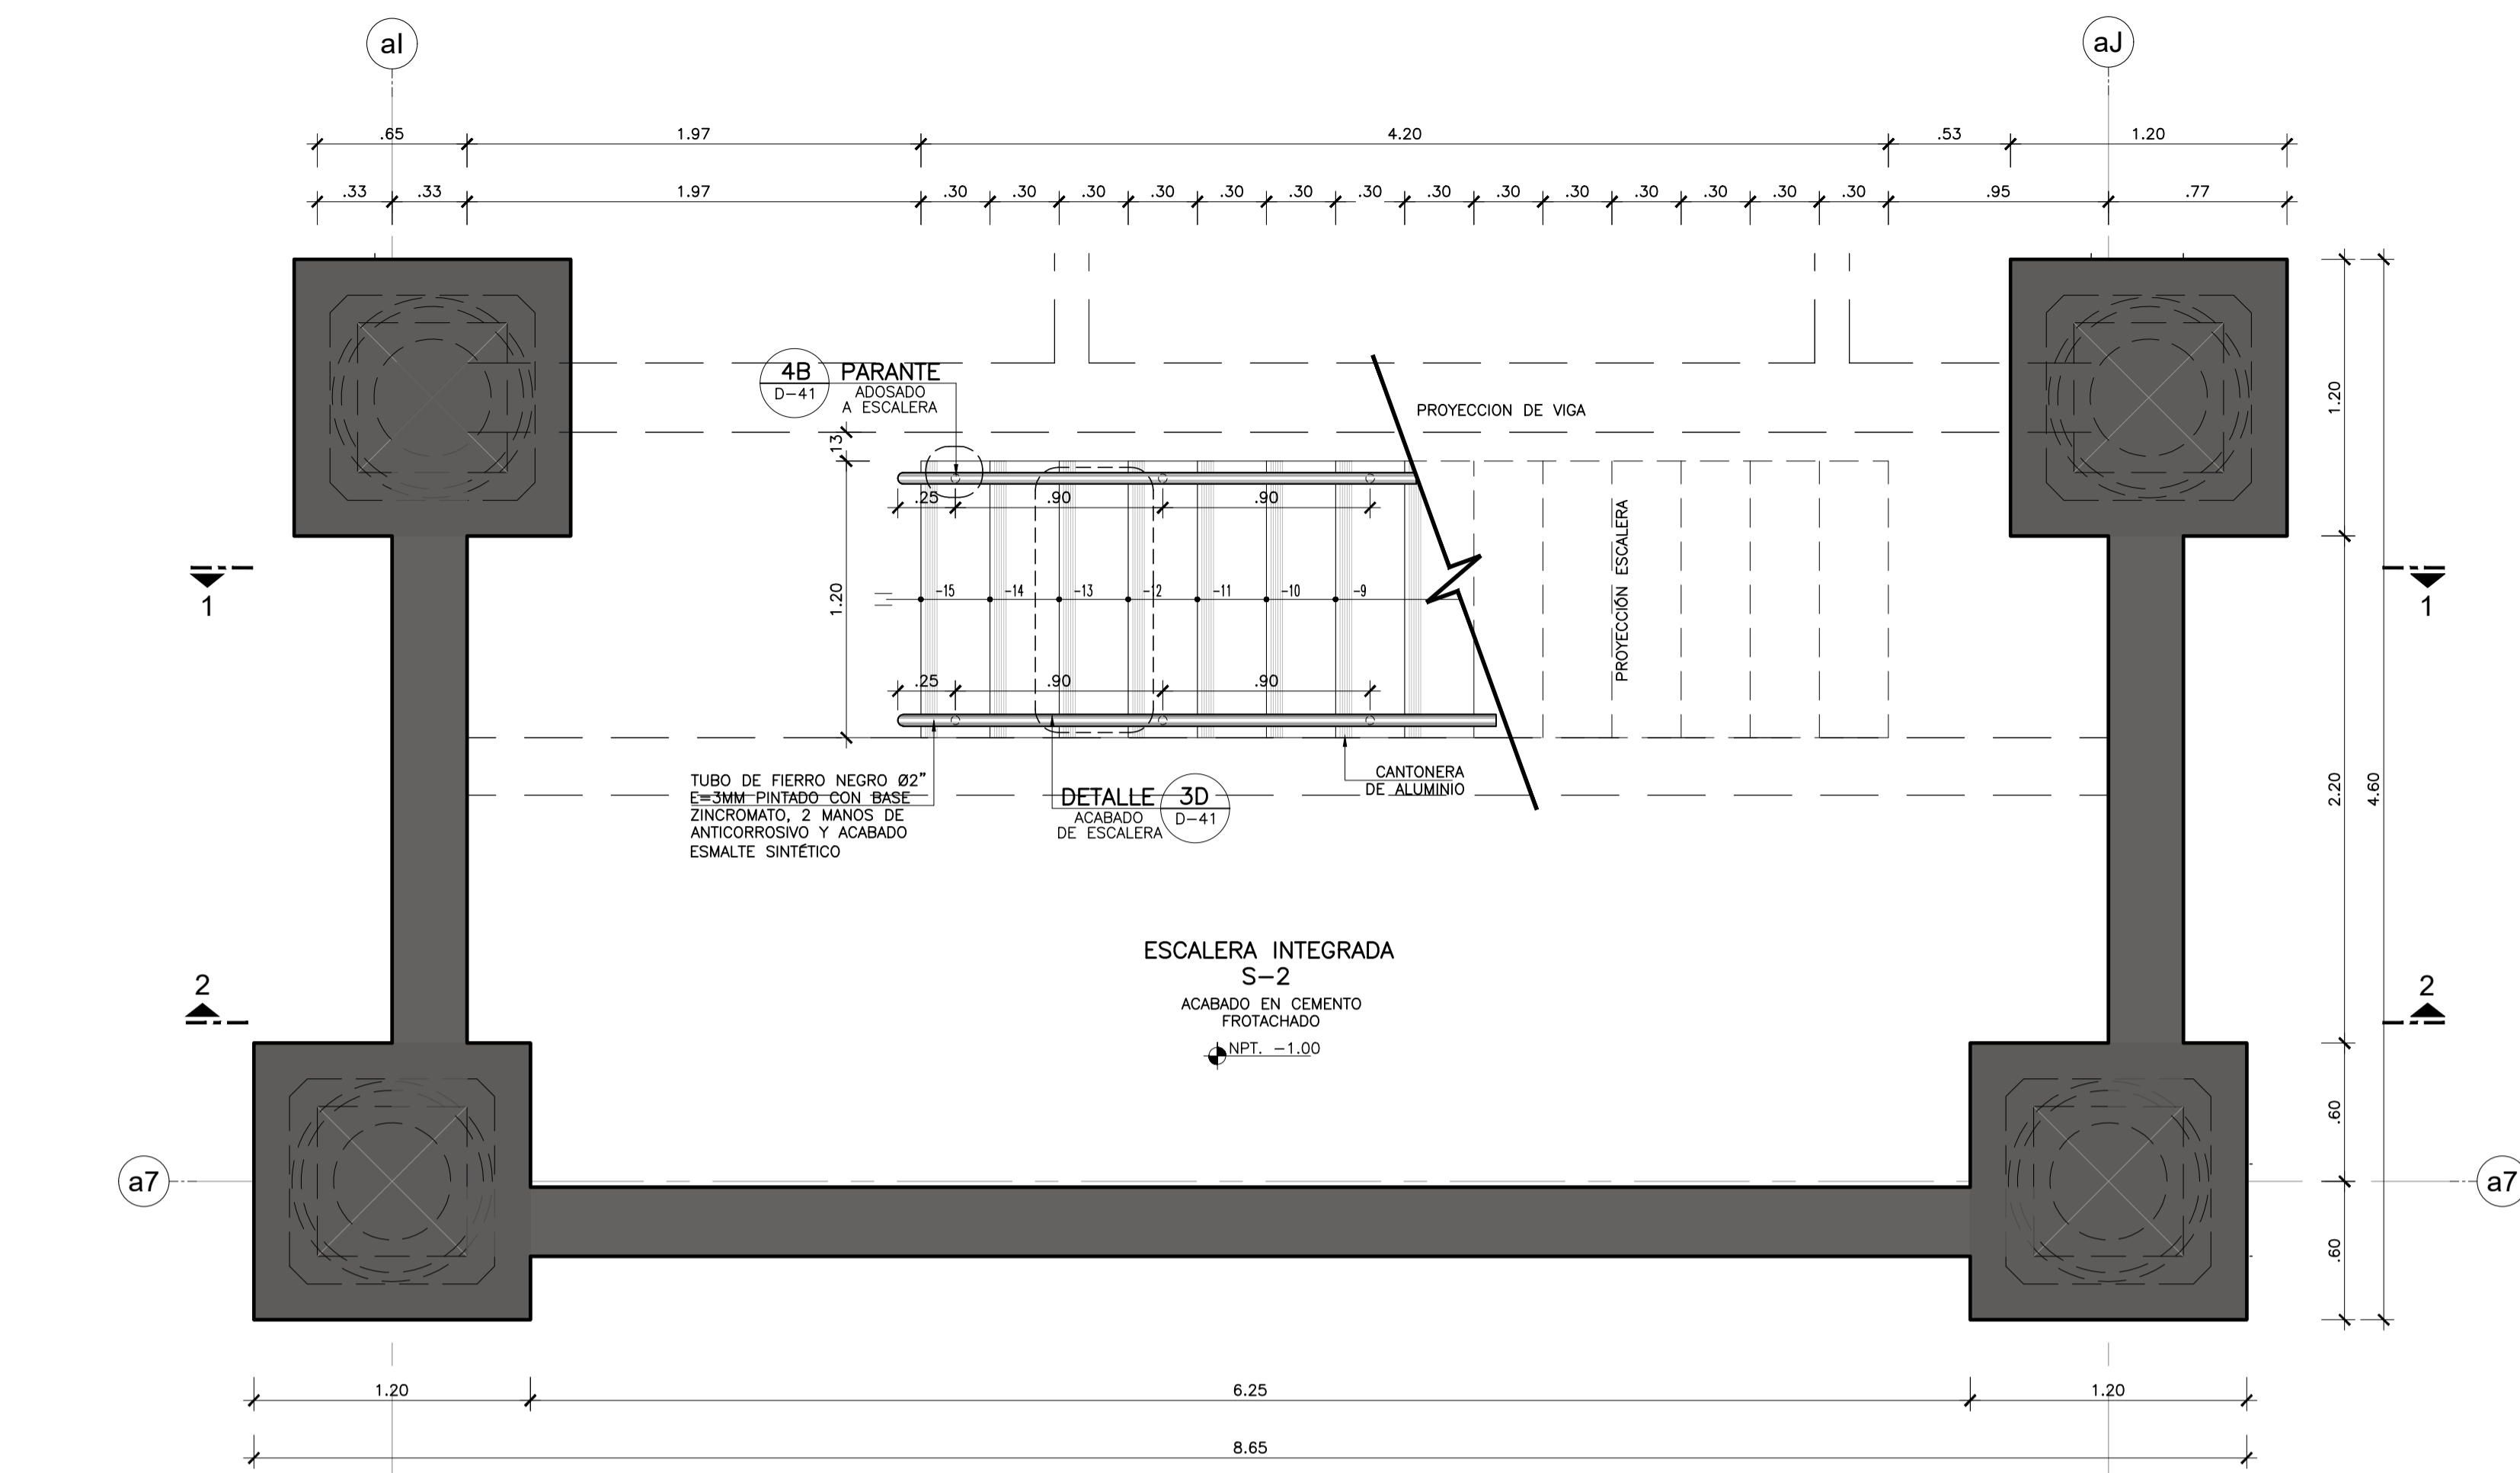 aI
aJ
.65
1.97
4.20
.53
1.20
.33
.33
1.97
.30
.30
.30
.30
.30
.30
.30
.30
.30
.30
.30
.30
.30
.30
.95
.77
4B
D-41
PARANTE
ADOSADO
A ESCALERA
PROYECCION DE VIGA
.13
.25
.90
.90
1.20
PROYECCIÓN ESCALERA
1.20
1
1
-15
-14
-13
-12
-11
-10
-9
.25
.90
.90
TUBO DE FIERRO NEGRO Ø2”
E=3MM PINTADO CON BASE
ZINCROMATO, 2 MANOS DE
ANTICORROSIVO Y ACABADO
ESMALTE SINTÉTICO
DETALLE
ACABADO
DE ESCALERA
3D
D-41
CANTONERA
DE ALUMINIO
2.20
4.60
ESCALERA INTEGRADA
S-2
ACABADO EN CEMENTO
FROTACHADO
NPT. -1.00
2
2
.60
.60
a7
a7
1.20
6.25
1.20
8.65